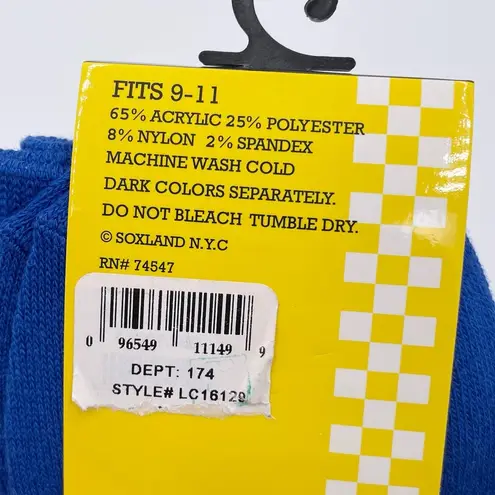 FITS 9-11
65% ACRYLIC 25% POLYESTER
8% NYLON 2% SPANDEX
MACHINE WASH COLD
DARK COLORS SEPARATELY.
DO NOT BLEACH TUMBLE DRY.
© SOXLAND N.Y.C
RN# 74547
0 96549 11149 9
DEPT: 174
STYLE# LC16129